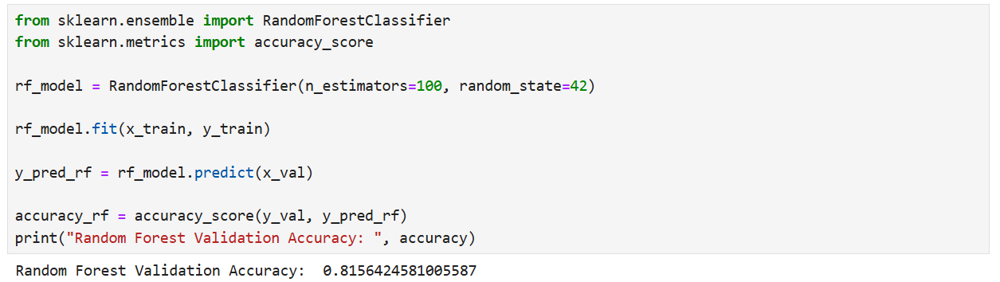 from sklearn.ensemble import RandomForestClassifier
from sklearn.metrics import accuracy_score
rf_model = RandomForestClassifier(n_estimators=100, random_state=42)
rf_model.fit(x_train, y_train)
y_pred_rf = rf_model.predict(x_val)
accuracy_rf = accuracy_score(y_val, y_pred_rf)
print("Random Forest Validation Accuracy: ", accuracy)
Random Forest Validation Accuracy:  0.8156424581005587